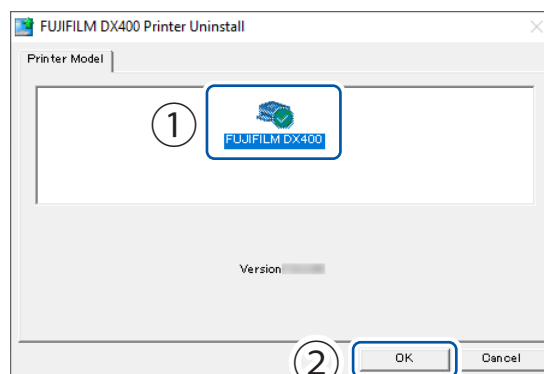 FUJIFILM DX400 Printer Uninstall
Printer Model
①
FUJIFILM DX400
Version
②
OK
Cancel